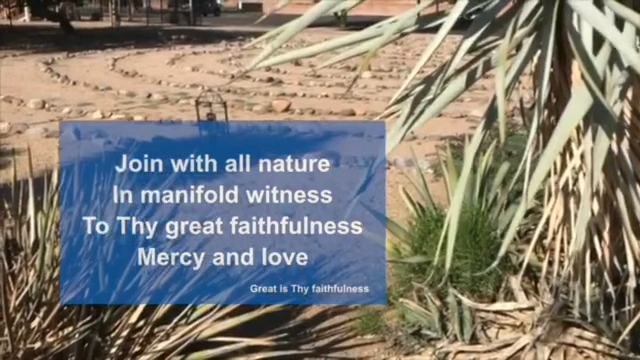 Join with all nature
In manifold witness
To Thy great faithfulness
Mercy and love
Great is Thy faithfulness